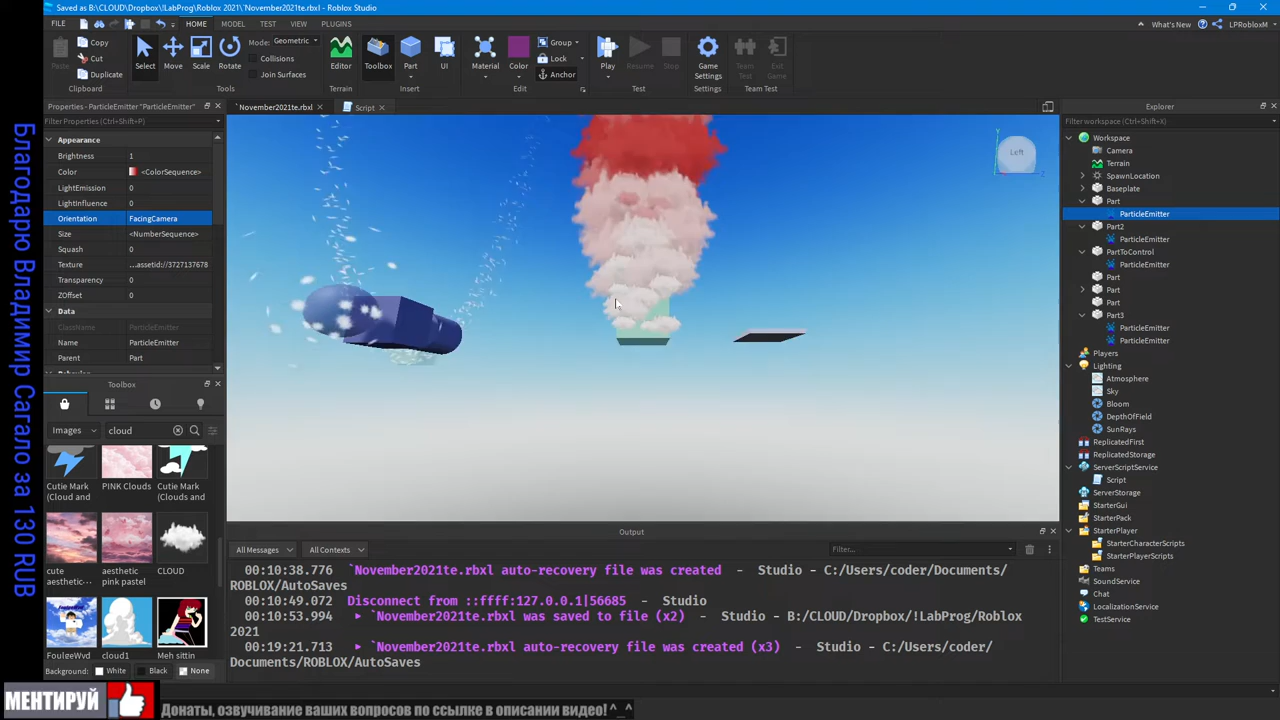 Saved as B:\CLOUD\Dropbox\!LabProg\Roblox 2021\`November2021te.rbxl - Roblox Studio
FILE HOME MODEL TEST VIEW PLUGINS What's New LPRobloxM
Paste Copy Cut Duplicate Clipboard
Select Move Scale Rotate Mode: Geometric Collisions Join Surfaces Tools
Editor Terrain Toolbox Part UI Insert
Material Color Group Lock Anchor Edit
Play Resume Stop Test Game Settings Settings Team Test Exit Game Team Test
Properties - ParticleEmitter "ParticleEmitter"
Filter Properties (Ctrl+Shift+P)
Appearance
Brightness 1
Color <ColorSequence>
LightEmission 0
LightInfluence 0
Orientation FacingCamera
Size <NumberSequence>
Squash 0
Texture ...assetid://3727137678
Transparency 0
ZOffset 0
Data
ClassName ParticleEmitter
Name ParticleEmitter
Parent Part
Toolbox
Images cloud
Cutie Mark (Cloud and
PINK Clouds
Cutie Mark (Clouds and
cute aesthetic...
aesthetic pink pastel
CLOUD
FouleeWvd
cloud1
Meh sittin
Background: White Black None
`November2021te.rbxl Script
Left
Output
All Messages All Contexts Filter...
00:10:38.776 `November2021te.rbxl auto-recovery file was created - Studio - C:/Users/coder/Documents/
ROBLOX/AutoSaves
00:10:49.072 Disconnect from ::ffff:127.0.0.1|56685 - Studio
00:10:53.994 ▶ `November2021te.rbxl was saved to file (x2) - Studio - B:/CLOUD/Dropbox/!LabProg/Roblox
2021
00:19:21.713 ▶ `November2021te.rbxl auto-recovery file was created (x3) - Studio - C:/Users/coder/
Documents/ROBLOX/AutoSaves
Explorer
Filter workspace (Ctrl+Shift+X)
Workspace
Camera
Terrain
SpawnLocation
Baseplate
Part
ParticleEmitter
Part2
ParticleEmitter
PartToControl
ParticleEmitter
Part
Part
Part
Part3
ParticleEmitter
ParticleEmitter
Players
Lighting
Atmosphere
Sky
Bloom
DepthOfField
SunRays
ReplicatedFirst
ReplicatedStorage
ServerScriptService
Script
ServerStorage
StarterGui
StarterPack
StarterPlayer
StarterCharacterScripts
StarterPlayerScripts
Teams
SoundService
Chat
LocalizationService
TestService
Благодарю Владимир Сагало за 130 RUB
МЕНТИРУЙ
Донаты, озвучивание ваших вопросов по ссылке в описании видео! ^_^